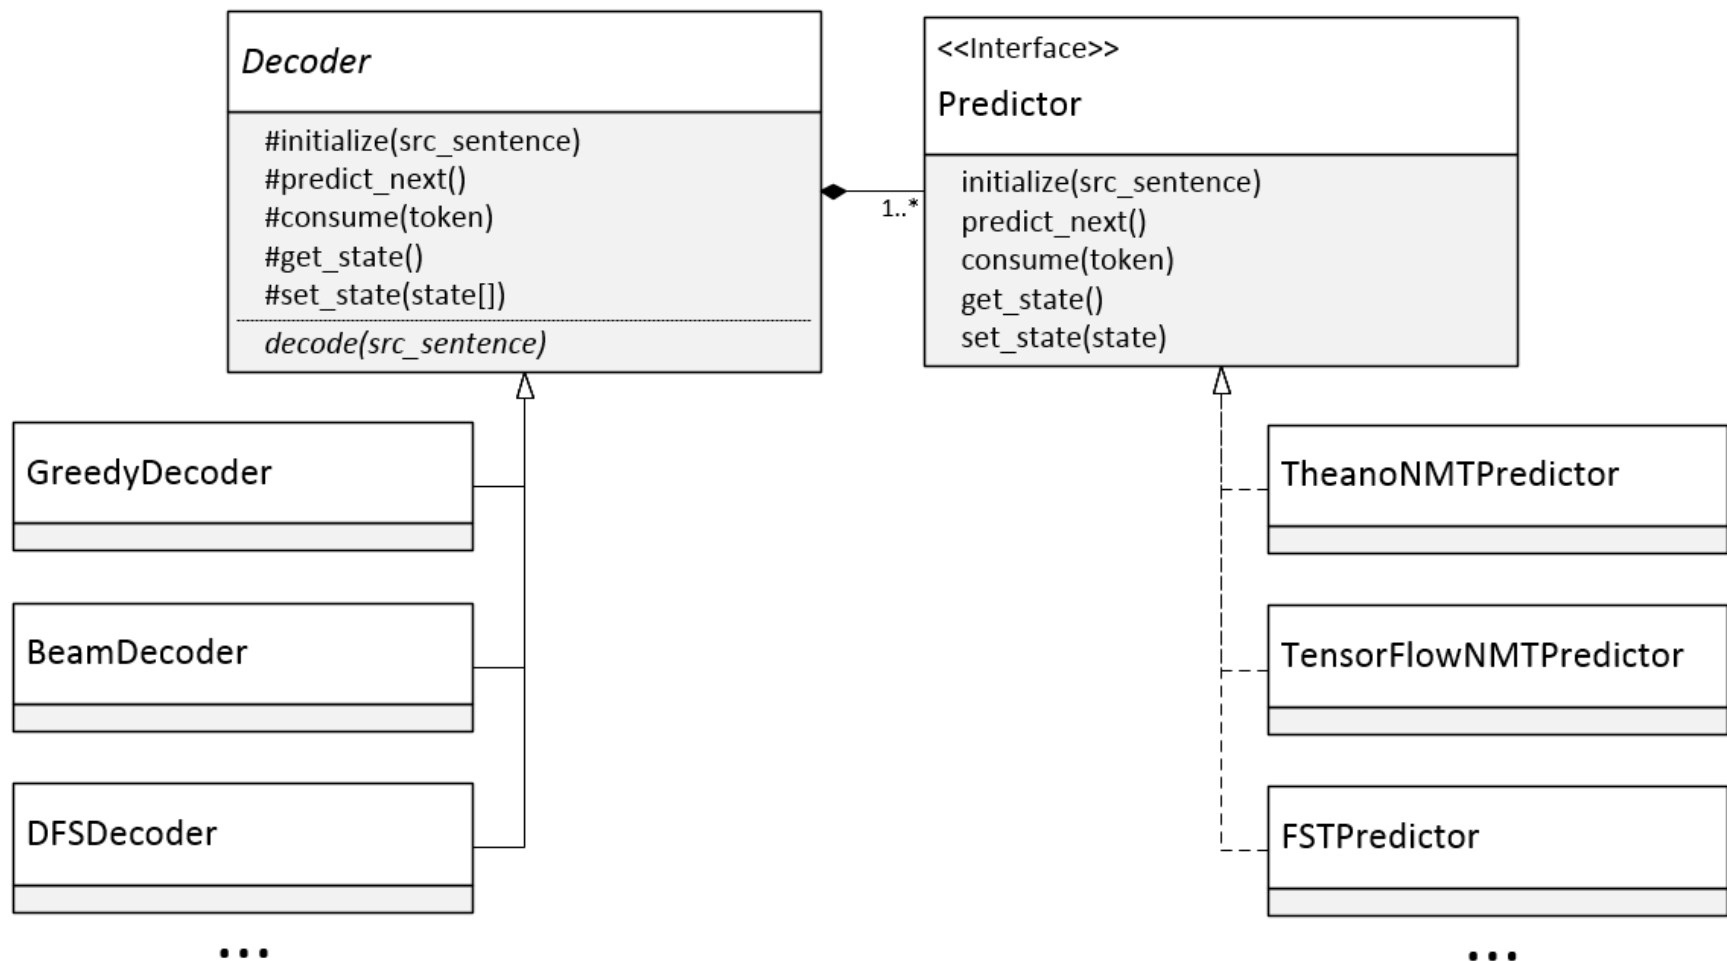 Decoder
#initialize(src_sentence)
#predict_next()
#consume(token)
#get_state()
#set_state(state[])
decode(src_sentence)
1..*
<<Interface>>
Predictor
initialize(src_sentence)
predict_next()
consume(token)
get_state()
set_state(state)
GreedyDecoder
BeamDecoder
DFSDecoder
...
TheanoNMTPredictor
TensorFlowNMTPredictor
FSTPredictor
...